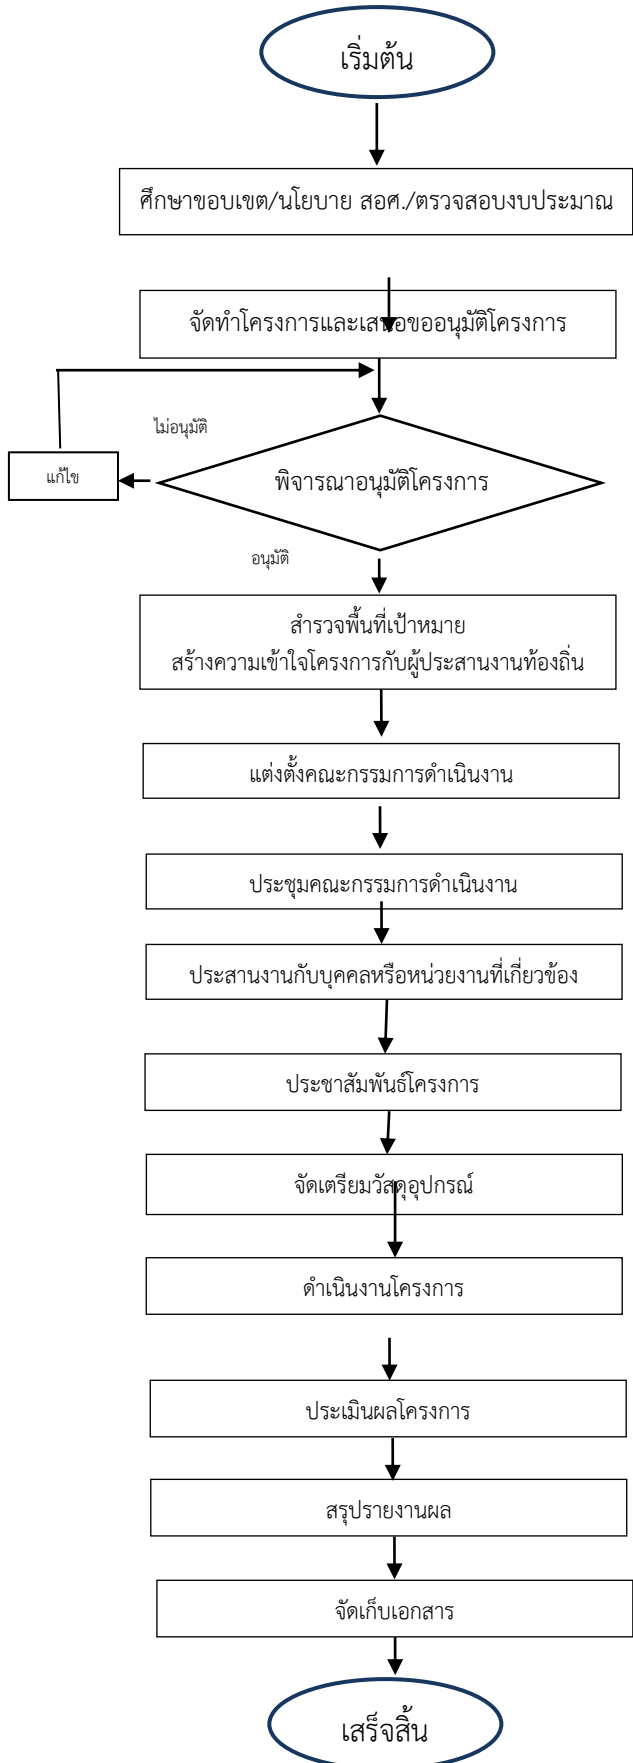 เริ่มต้น
ศึกษาขอบเขต/นโยบาย สอศ./ตรวจสอบงบประมาณ
จัดทำโครงการและเสนอขออนุมัติโครงการ
ไม่อนุมัติ
แก้ไข
พิจารณาอนุมัติโครงการ
อนุมัติ
สำรวจพื้นที่เป้าหมาย
สร้างความเข้าใจโครงการกับผู้ประสานงานท้องถิ่น
แต่งตั้งคณะกรรมการดำเนินงาน
ประชุมคณะกรรมการดำเนินงาน
ประสานงานกับบุคคลหรือหน่วยงานที่เกี่ยวข้อง
ประชาสัมพันธ์โครงการ
จัดเตรียมวัสดุอุปกรณ์
ดำเนินงานโครงการ
ประเมินผลโครงการ
สรุปรายงานผล
จัดเก็บเอกสาร
เสร็จสิ้น